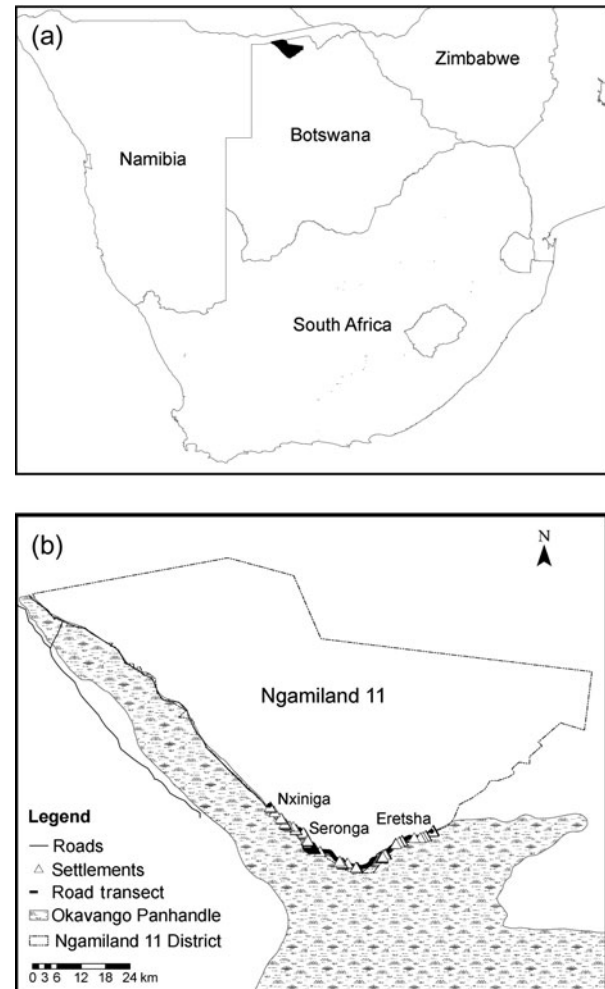 (a)
Zimbabwe
Botswana
Namibia
South Africa
(b)
N
Ngamiland 11
Nxiniga
Seronga
Eretsha
Legend
Roads
Settlements
Road transect
Okavango Panhandle
Ngamiland 11 District
0 3 6 12 18 24 km